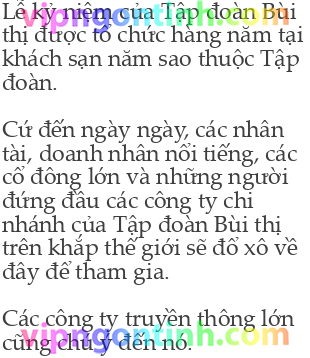 Lễ kỷ niệm của Tập đoàn Bùi
thị được tổ chức hàng năm tại
khách sạn năm sao thuộc Tập
đoàn.
Cứ đến ngày ngày, các nhân
tài, doanh nhân nổi tiếng, các
cổ đông lớn và những người
đứng đầu các công ty chi
nhánh của Tập đoàn Bùi thị
trên khắp thế giới sẽ đổ xô về
đây để tham gia.
Các công ty truyền thông lớn
cũng chú ý đến nó.
vipngontinh.com
vipngontinh.com